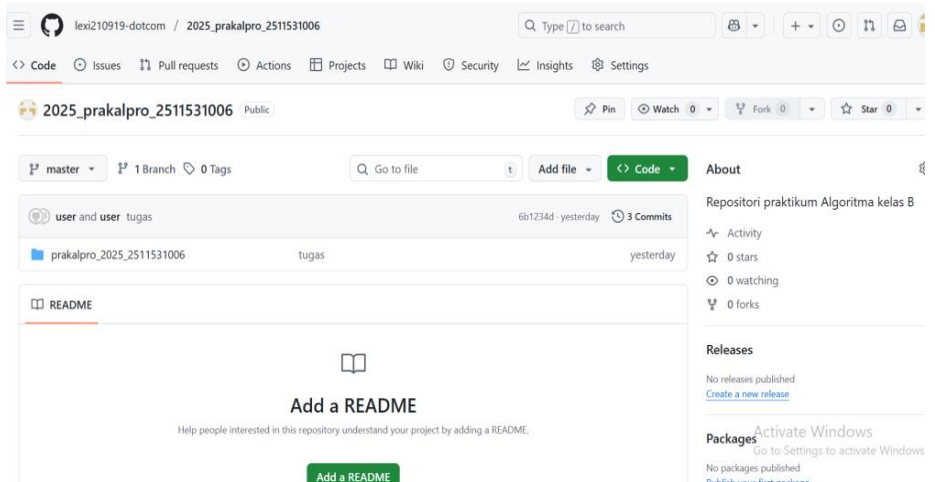 lexi210919-dotcom / 2025_prakalpro_2511531006
Type / to search
Code Issues Pull requests Actions Projects Wiki Security Insights Settings
2025_prakalpro_2511531006 Public
Pin Watch 0 Fork 0 Star 0
master 1 Branch 0 Tags Go to file t Add file Code
user and user tugas 6b1234d · yesterday 3 Commits
prakalpro_2025_2511531006 tugas yesterday
README
Add a README
Help people interested in this repository understand your project by adding a README.
Add a README
About
Repositori praktikum Algoritma kelas B
Activity
0 stars
0 watching
0 forks
Releases
No releases published
Create a new release
Packages
No packages published
Publish your first package
Activate Windows
Go to Settings to activate Windows